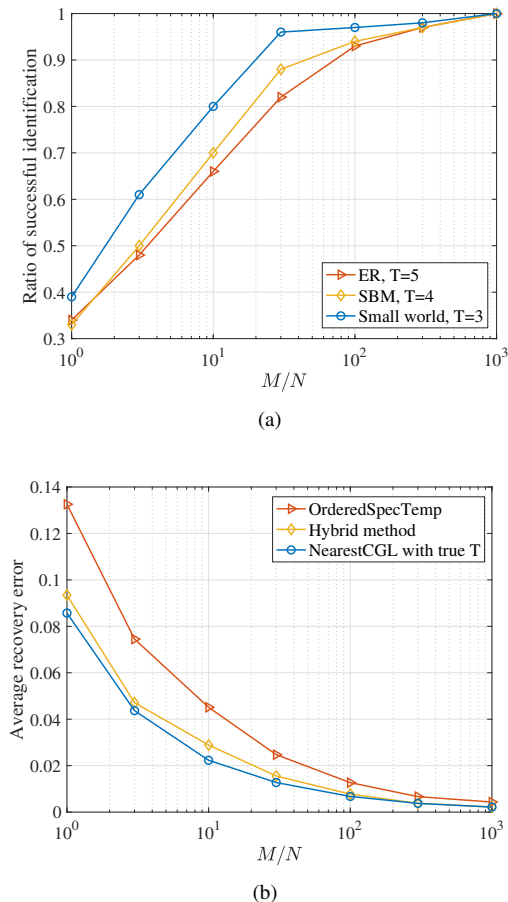 1
0.9
0.8
0.7
0.6
0.5
0.4
0.3
Ratio of successful identification
ER, T=5
SBM, T=4
Small world, T=3
10^0
10^1
10^2
10^3
M/N
(a)
0.14
0.12
0.1
0.08
0.06
0.04
0.02
0
Average recovery error
OrderedSpecTemp
Hybrid method
NearestCGL with true T
10^0
10^1
10^2
10^3
M/N
(b)